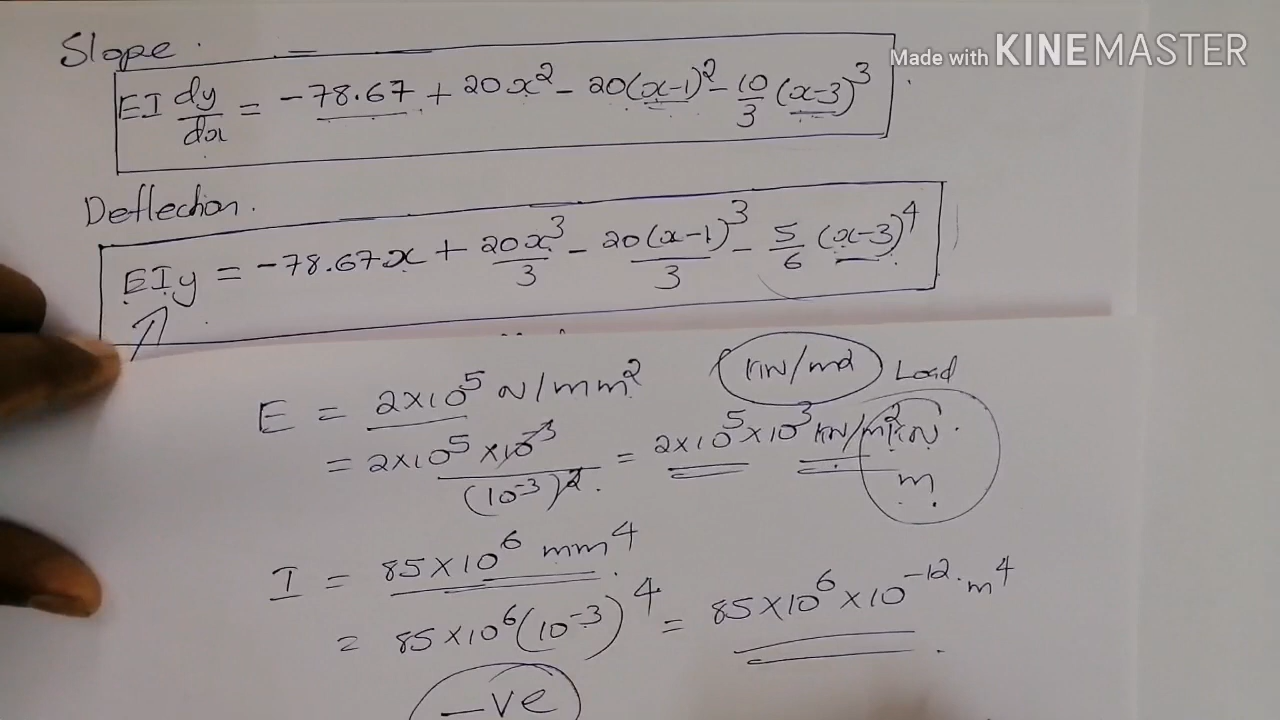 Slope.
Made with KINEMASTER
EI dy/dx = -78.67 + 20x² - 20(x-1)² - 10/3 (x-3)³
Deflection.
EIy = -78.67x + 20x³/3 - 20(x-1)³/3 - 5/6 (x-3)⁴
E = 2×10⁵ N/mm²
kN/m² Load
= 2×10⁵ × 10⁻³/(10⁻³)² = 2×10⁵×10³ kN/m² kN/m
I = 85×10⁶ mm⁴
= 85×10⁶(10⁻³)⁴ = 85×10⁶×10⁻¹² m⁴
-ve